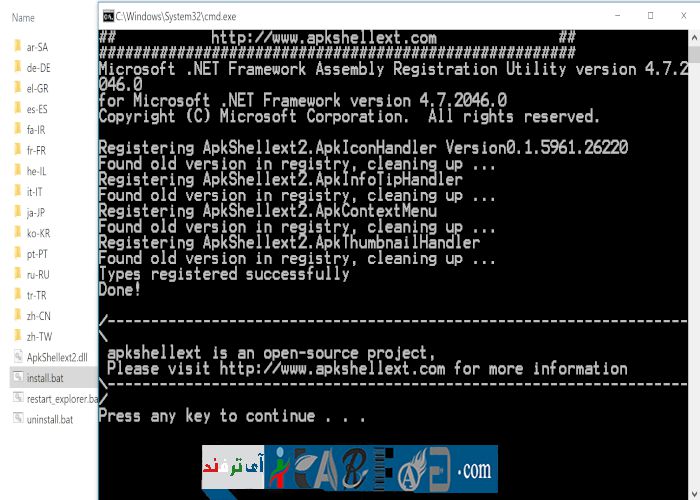 Name
ar-SA
de-DE
el-GR
es-ES
fa-IR
fr-FR
he-IL
it-IT
ja-JP
ko-KR
pt-PT
ru-RU
tr-TR
zh-CN
zh-TW
ApkShellext2.dll
install.bat
restart_explorer.ba
uninstall.bat
C:\Windows\System32\cmd.exe
## http://www.apkshellext.com ##
#######################################################
Microsoft .NET Framework Assembly Registration Utility version 4.7.2
046.0
for Microsoft .NET Framework version 4.7.2046.0
Copyright (C) Microsoft Corporation. All rights reserved.
Registering ApkShellext2.ApkIconHandler Version0.1.5961.26220
Found old version in registry, cleaning up ...
Registering ApkShellext2.ApkInfoTipHandler
Found old version in registry, cleaning up ...
Registering ApkShellext2.ApkContextMenu
Found old version in registry, cleaning up ...
Registering ApkShellext2.ApkThumbnailHandler
Found old version in registry, cleaning up ...
Types registered successfully
Done!
/--------------------------------------------------------------------
\
apkshellext is an open-source project,
Please visit http://www.apkshellext.com for more information
\--------------------------------------------------------------------
/
Press any key to continue . . .
آی ترفند
.com